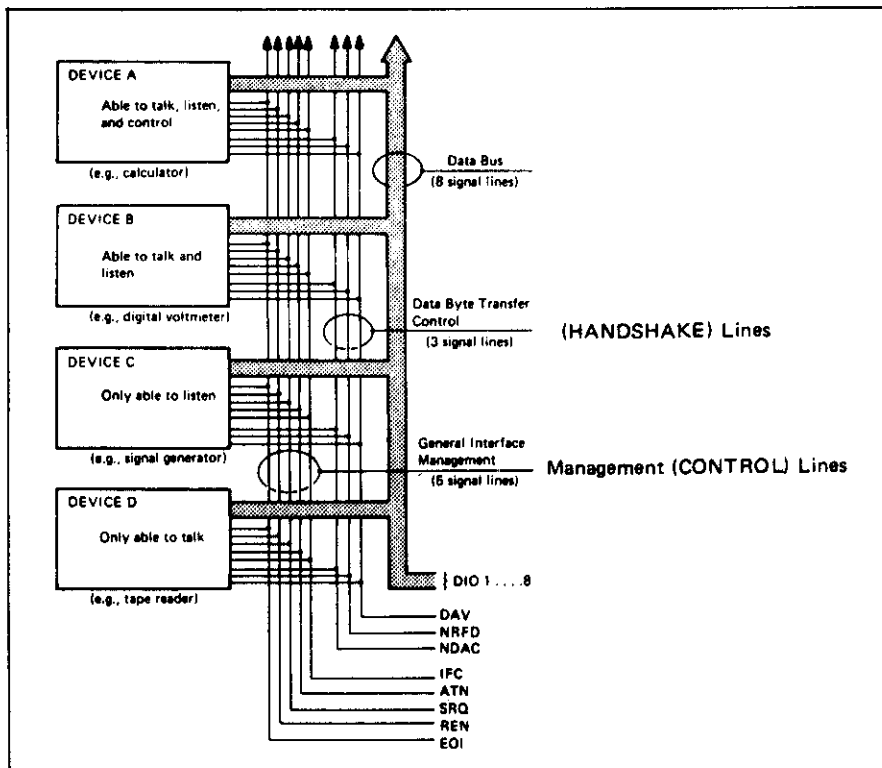 DEVICE A
Able to talk, listen,
and control
(e.g., calculator)
Data Bus
(8 signal lines)
DEVICE B
Able to talk and
listen
(e.g., digital voltmeter)
Data Byte Transfer
Control
(3 signal lines)
(HANDSHAKE) Lines
DEVICE C
Only able to listen
(e.g., signal generator)
General Interface
Management
(5 signal lines)
Management (CONTROL) Lines
DEVICE D
Only able to talk
(e.g., tape reader)
} DIO 1 . . . . 8
DAV
NRFD
NDAC
IFC
ATN
SRQ
REN
EOI